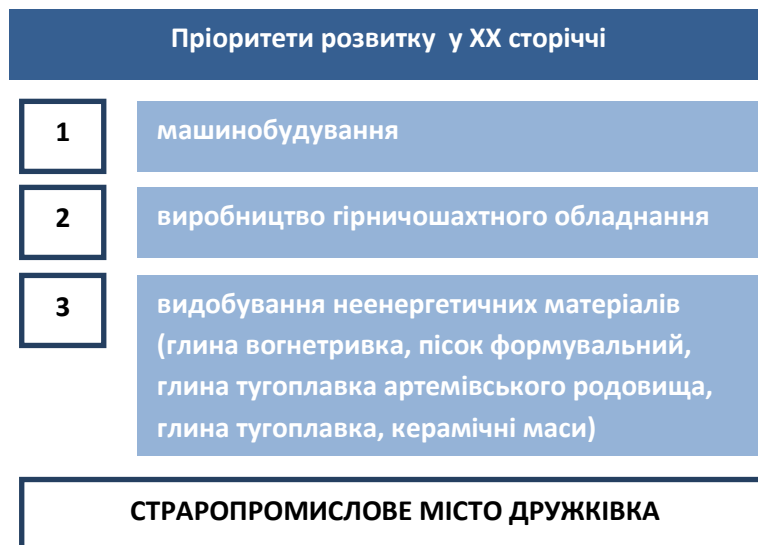 Пріоритети розвитку у ХХ сторіччі
1
машинобудування
2
виробництво гірничошахтного обладнання
3
видобування неенергетичних матеріалів
(глина вогнетривка, пісок формувальний,
глина тугоплавка артемівського родовища,
глина тугоплавка, керамічні маси)
СТРАРОПРОМИСЛОВЕ МІСТО ДРУЖКІВКА